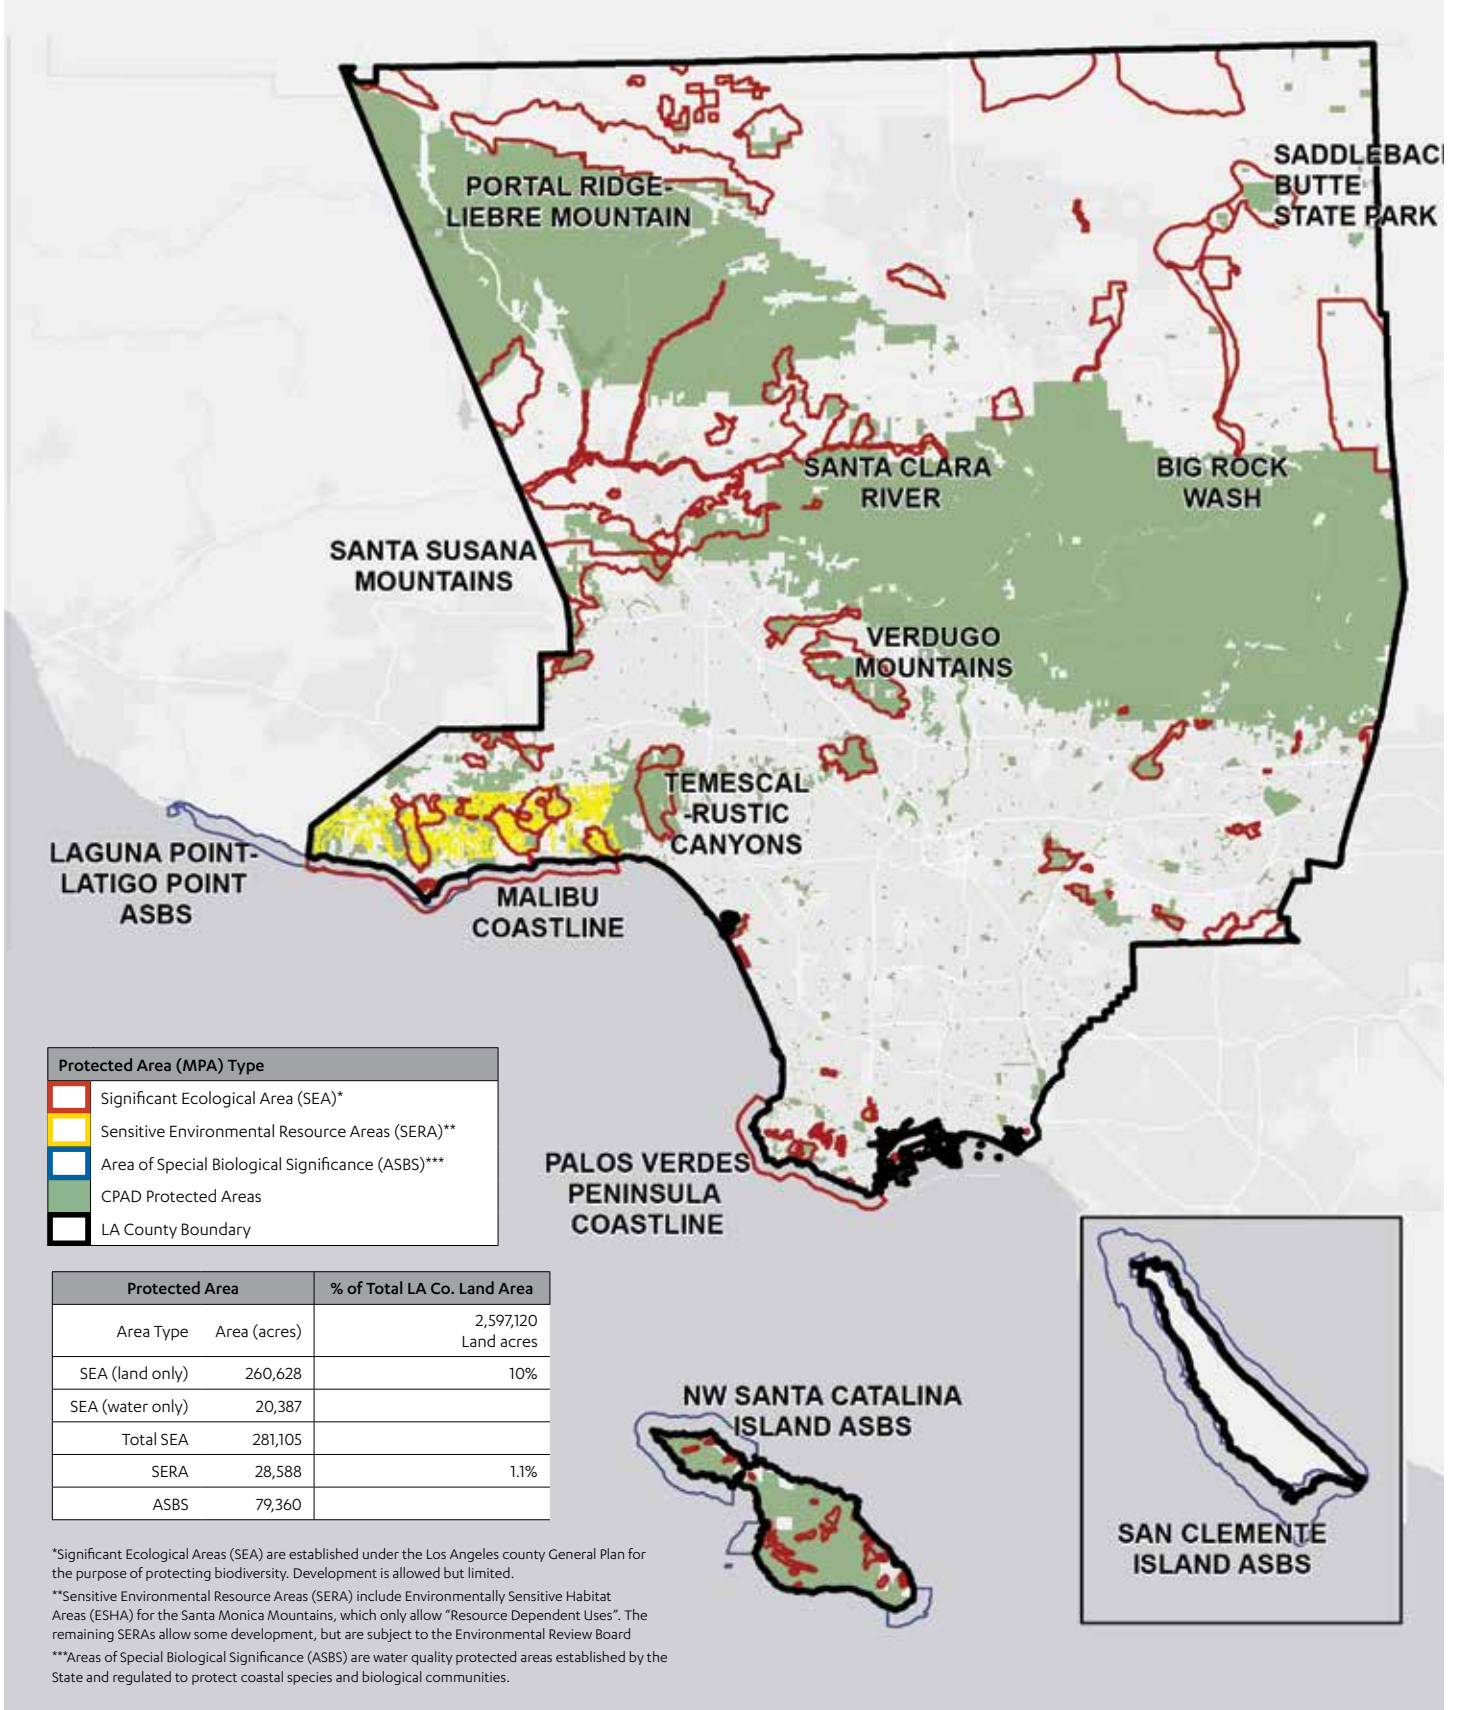 SADDLEBAC
BUTTE
STATE PARK
PORTAL RIDGE-
LIEBRE MOUNTAIN
SANTA CLARA
RIVER
BIG ROCK
WASH
SANTA SUSANA
MOUNTAINS
VERDUGO
MOUNTAINS
TEMESCAL
-RUSTIC
CANYONS
LAGUNA POINT-
LATIGO POINT
ASBS
MALIBU
COASTLINE
Protected Area (MPA) Type
Significant Ecological Area (SEA)*
Sensitive Environmental Resource Areas (SERA)**
Area of Special Biological Significance (ASBS)***
CPAD Protected Areas
LA County Boundary
PALOS VERDES
PENINSULA
COASTLINE
Protected Area % of Total LA Co. Land Area
Area Type Area (acres) 2,597,120
Land acres
SEA (land only) 260,628 10%
SEA (water only) 20,387
Total SEA 281,105
SERA 28,588 1.1%
ASBS 79,360
NW SANTA CATALINA
ISLAND ASBS
SAN CLEMENTE
ISLAND ASBS
*Significant Ecological Areas (SEA) are established under the Los Angeles county General Plan for
the purpose of protecting biodiversity. Development is allowed but limited.
**Sensitive Environmental Resource Areas (SERA) include Environmentally Sensitive Habitat
Areas (ESHA) for the Santa Monica Mountains, which only allow “Resource Dependent Uses”. The
remaining SERAs allow some development, but are subject to the Environmental Review Board
***Areas of Special Biological Significance (ASBS) are water quality protected areas established by the
State and regulated to protect coastal species and biological communities.